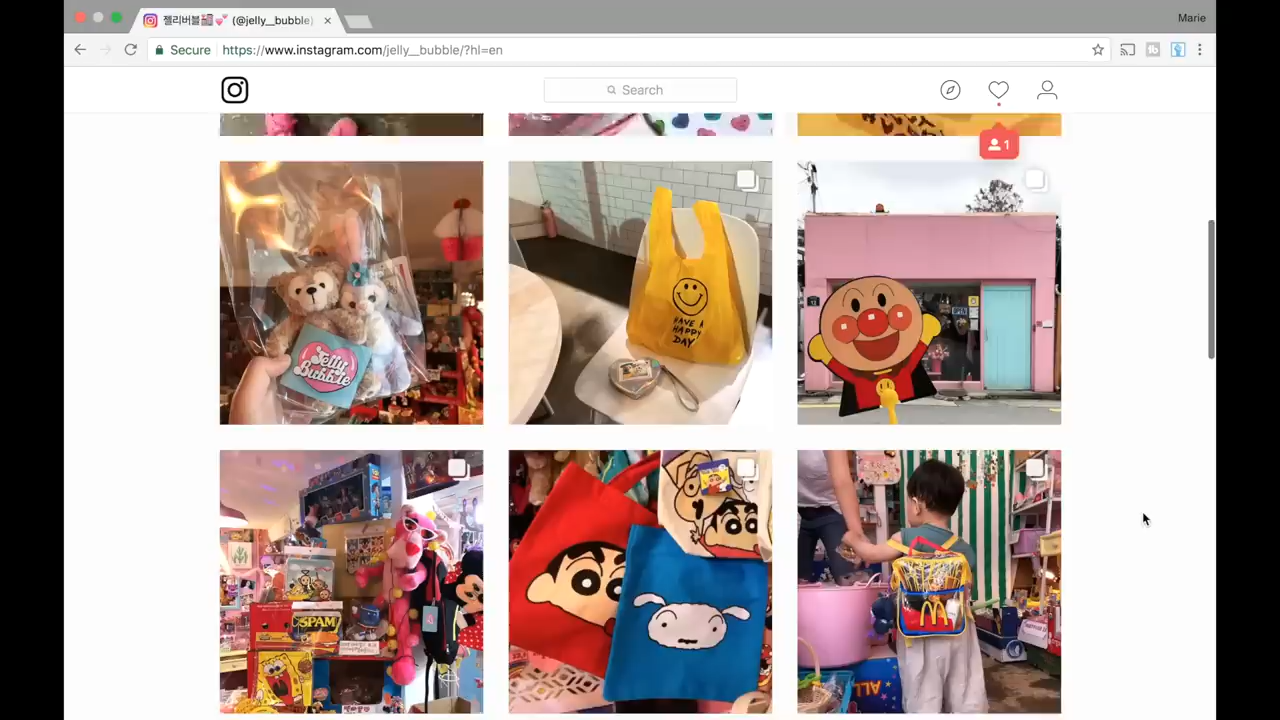 젤리버블🏩💕 (@jelly__bubble)
Marie
Secure
https://www.instagram.com/jelly__bubble/?hl=en
Search
1
Jelly
Bubble
HAVE A
HAPPY
DAY
SPAM